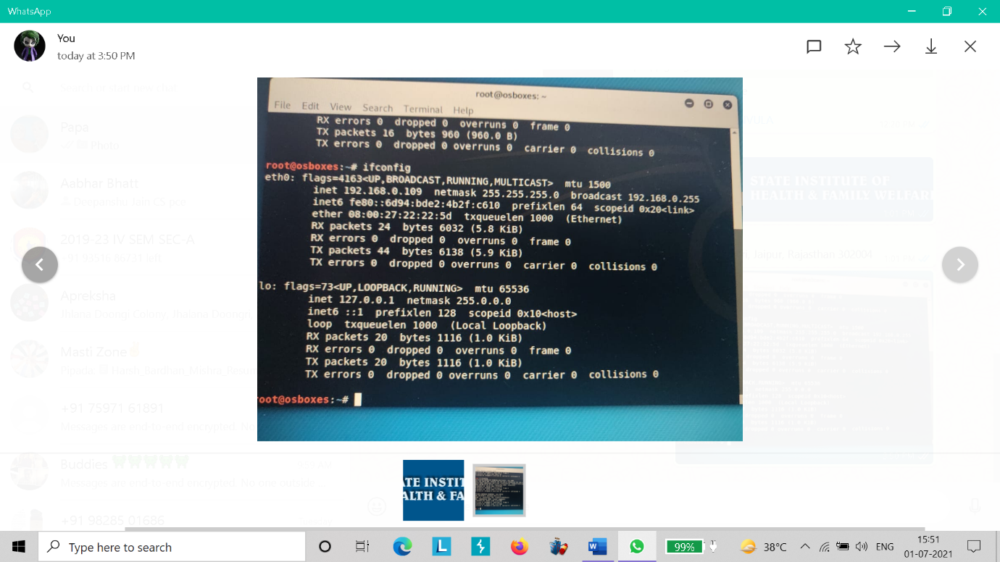 WhatsApp
You
today at 3:50 PM
Search or start new chat
Papa
Photo
Aabhar Bhatt
Deepanshu Jain CS pce
2019-23 IV SEM SEC-A
left
Apreksha
Jhlana Doongi Colony, Jhalana Doongri,
Masti Zone
Pipada: Harsh_Bardhan_Mishra_Resum
+91 75971 61891
Messages are end-to-end encrypted. No
Buddies
Messages are end-to-end encrypted. No one outside ...
+91 98285 01686
Tuesday
root@osboxes: ~
File Edit View Search Terminal Help
RX errors 0 dropped 0 overruns 0 frame 0
TX packets 16 bytes 960 (960.0 B)
TX errors 0 dropped 0 overruns 0 carrier 0 collisions 0
root@osboxes:~# ifconfig
eth0: flags=4163<UP,BROADCAST,RUNNING,MULTICAST> mtu 1500
inet 192.168.0.109 netmask 255.255.255.0 broadcast 192.168.0.255
inet6 fe80::6d94:bde2:4b2f:c610 prefixlen 64 scopeid 0x20<link>
ether 08:00:27:22:22:5d txqueuelen 1000 (Ethernet)
RX packets 24 bytes 6032 (5.8 KiB)
RX errors 0 dropped 0 overruns 0 frame 0
TX packets 44 bytes 6138 (5.9 KiB)
TX errors 0 dropped 0 overruns 0 carrier 0 collisions 0
lo: flags=73<UP,LOOPBACK,RUNNING> mtu 65536
inet 127.0.0.1 netmask 255.0.0.0
inet6 ::1 prefixlen 128 scopeid 0x10<host>
loop txqueuelen 1000 (Local Loopback)
RX packets 20 bytes 1116 (1.0 KiB)
RX errors 0 dropped 0 overruns 0 frame 0
TX packets 20 bytes 1116 (1.0 KiB)
TX errors 0 dropped 0 overruns 0 carrier 0 collisions 0
root@osboxes:~#
STATE INSTITUTE OF
HEALTH & FAMILY WELFARE
Jaipur, Rajasthan 302004
ATE INSTIT
ALTH & FA
Type here to search
99%
38°C
ENG
15:51
01-07-2021